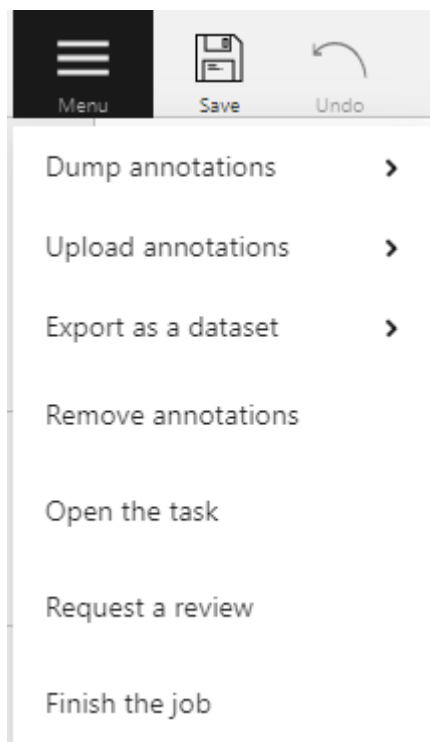 Menu Save Undo
Dump annotations
Upload annotations
Export as a dataset
Remove annotations
Open the task
Request a review
Finish the job